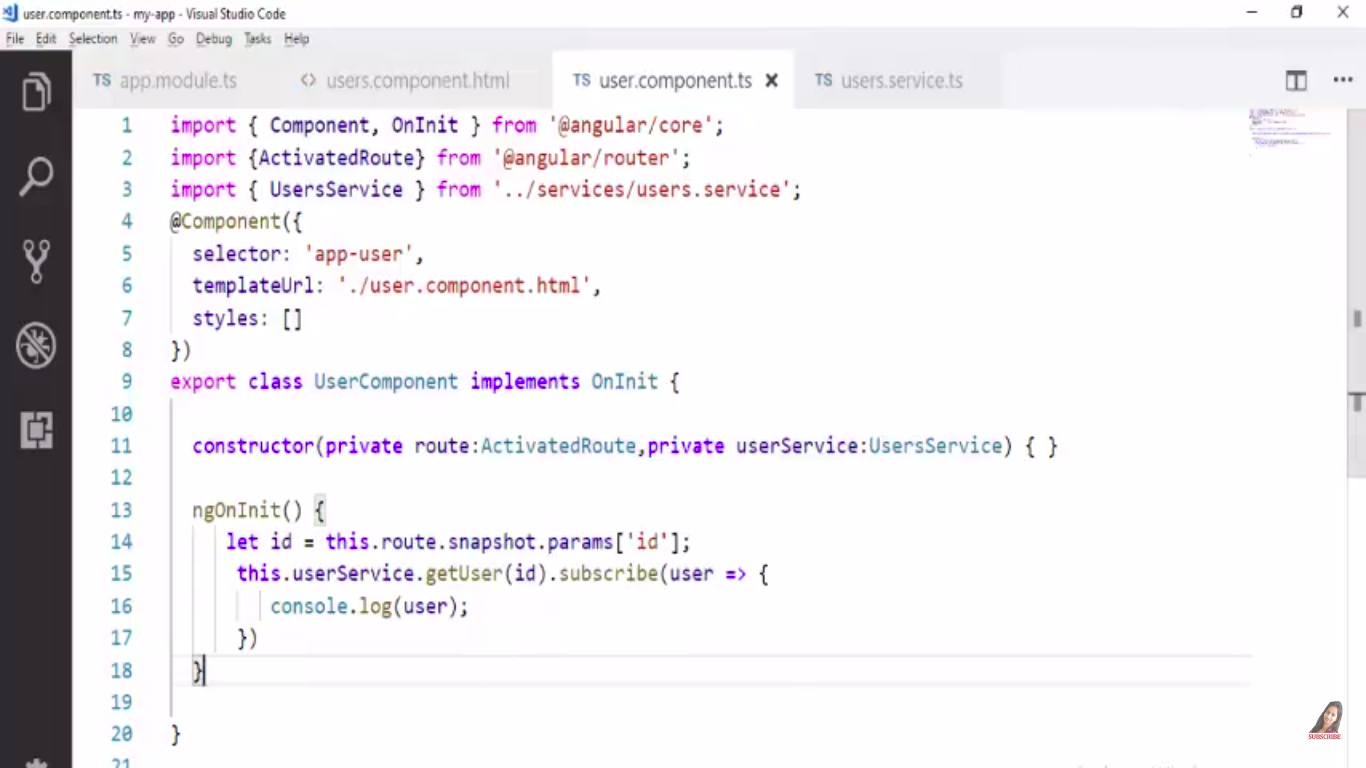 user.component.ts - my-app - Visual Studio Code
File Edit Selection View Go Debug Tasks Help
TS app.module.ts <> users.component.html TS user.component.ts TS users.service.ts
1 import { Component, OnInit } from '@angular/core';
2 import {ActivatedRoute} from '@angular/router';
3 import { UsersService } from '../services/users.service';
4 @Component({
5 selector: 'app-user',
6 templateUrl: './user.component.html',
7 styles: []
8 })
9 export class UserComponent implements OnInit {
10
11 constructor(private route:ActivatedRoute,private userService:UsersService) { }
12
13 ngOnInit() {
14 let id = this.route.snapshot.params['id'];
15 this.userService.getUser(id).subscribe(user => {
16 console.log(user);
17 })
18 }
19
20 }
21
SUBSCRIBE